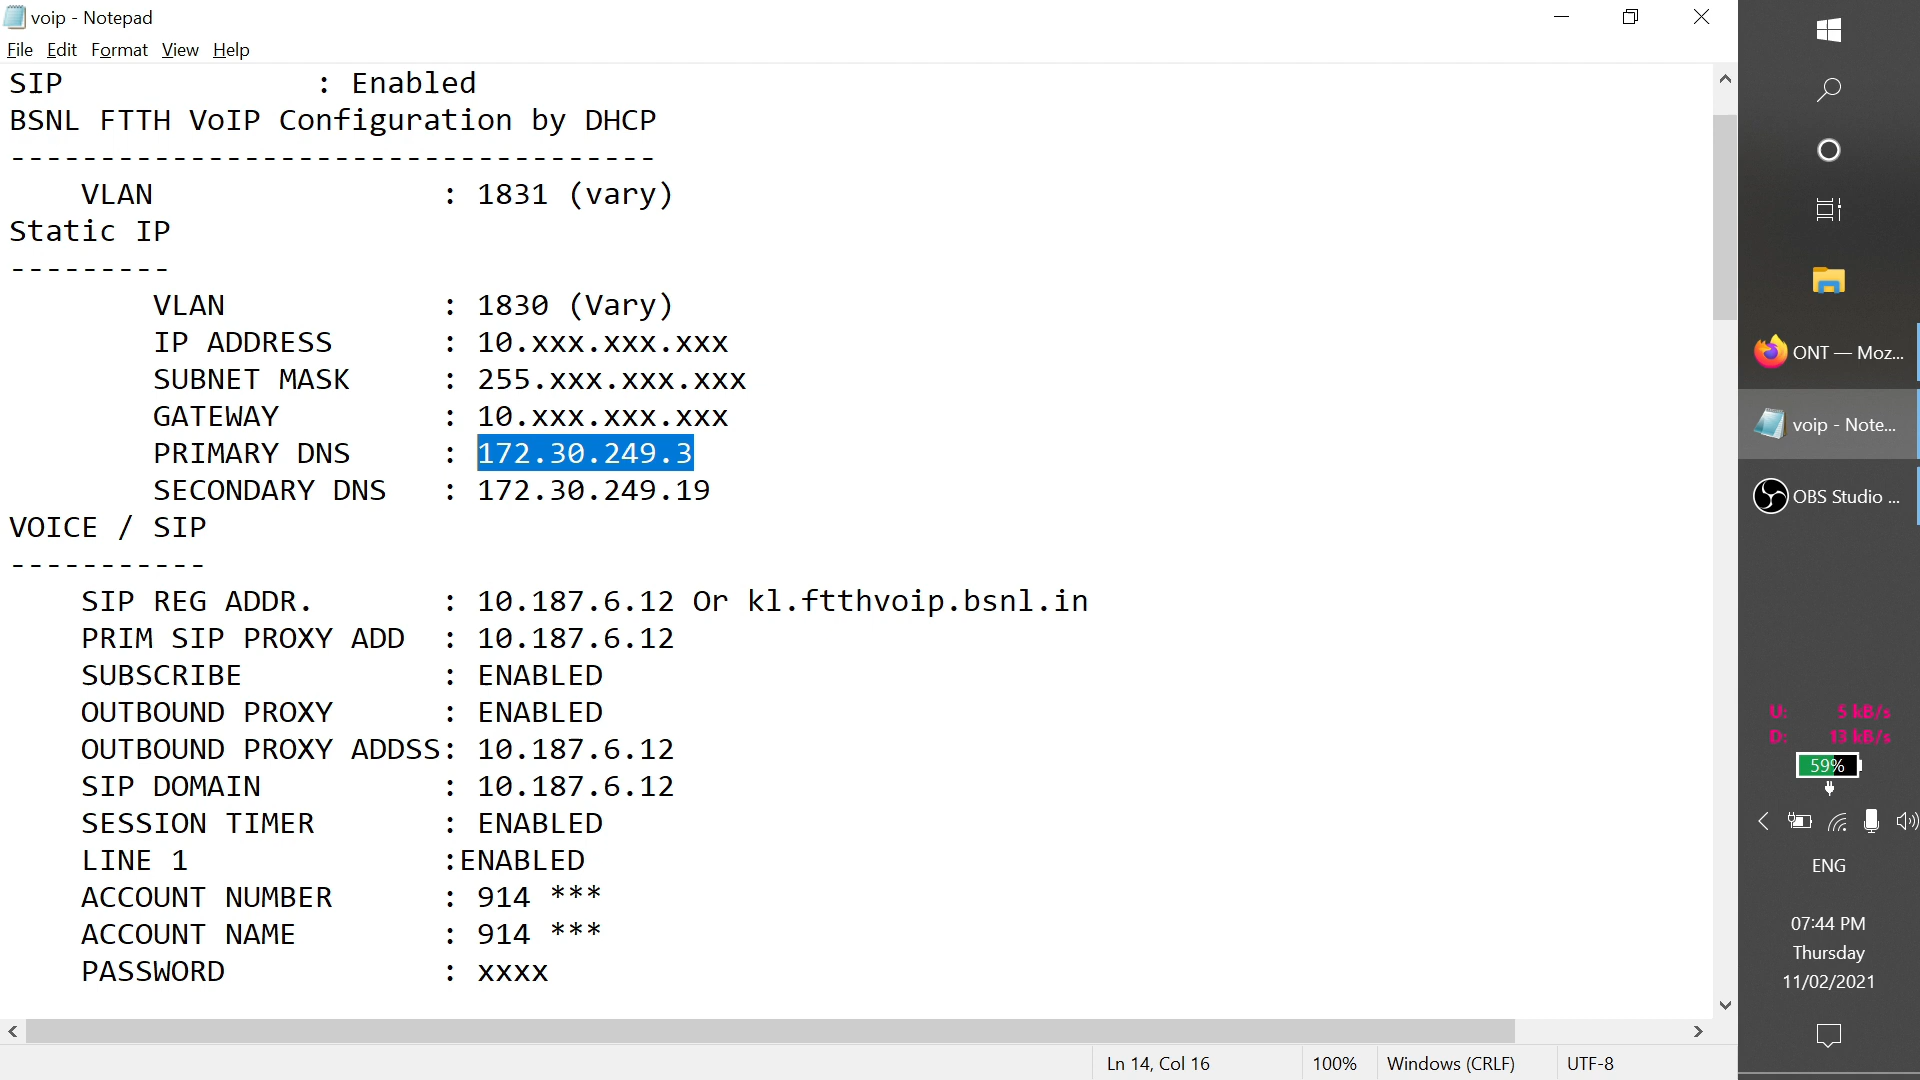 voip - Notepad
File Edit Format View Help
SIP : Enabled
BSNL FTTH VoIP Configuration by DHCP
------------------------------------
VLAN : 1831 (vary)
Static IP
---------
VLAN : 1830 (Vary)
IP ADDRESS : 10.xxx.xxx.xxx
SUBNET MASK : 255.xxx.xxx.xxx
GATEWAY : 10.xxx.xxx.xxx
PRIMARY DNS : 172.30.249.3
SECONDARY DNS : 172.30.249.19
VOICE / SIP
-----------
SIP REG ADDR. : 10.187.6.12 Or kl.ftthvoip.bsnl.in
PRIM SIP PROXY ADD : 10.187.6.12
SUBSCRIBE : ENABLED
OUTBOUND PROXY : ENABLED
OUTBOUND PROXY ADDSS: 10.187.6.12
SIP DOMAIN : 10.187.6.12
SESSION TIMER : ENABLED
LINE 1 :ENABLED
ACCOUNT NUMBER : 914 ***
ACCOUNT NAME : 914 ***
PASSWORD : xxxx
Ln 14, Col 16 100% Windows (CRLF) UTF-8
ONT — Moz...
voip - Note...
OBS Studio ...
U: 5 kB/s
D: 13 kB/s
59%
ENG
07:44 PM
Thursday
11/02/2021